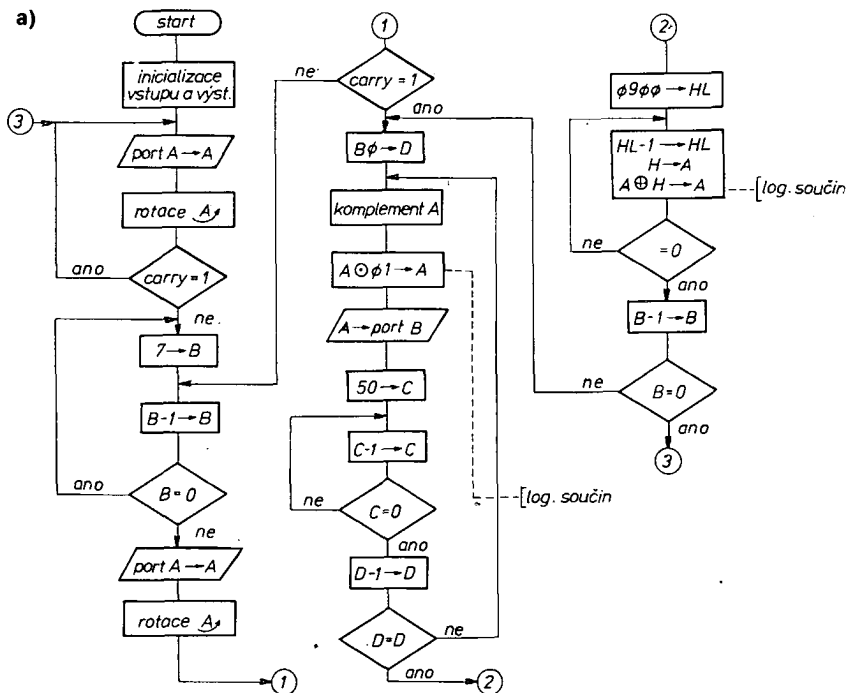 a)
start
inicializace
vstupu a výst.
3
port A → A
rotace A
ano
carry = 1
ne.
7 → B
B-1 → B
ano
B = 0
ne
port A → A
rotace A
1
1
ne
carry = 1
ano
Bφ → D
komplement A
A ⊙ φ1 → A
A → port B
50 → C
C-1 → C
ne
C=0
ano
log. součin
D-1 → D
D=D
ne
ano
2
2
φ9φφ → HL
HL-1 → HL
H → A
A ⊕ H → A
log. součin
ne
=0
ano
B-1 → B
ne
B=0
ano
3